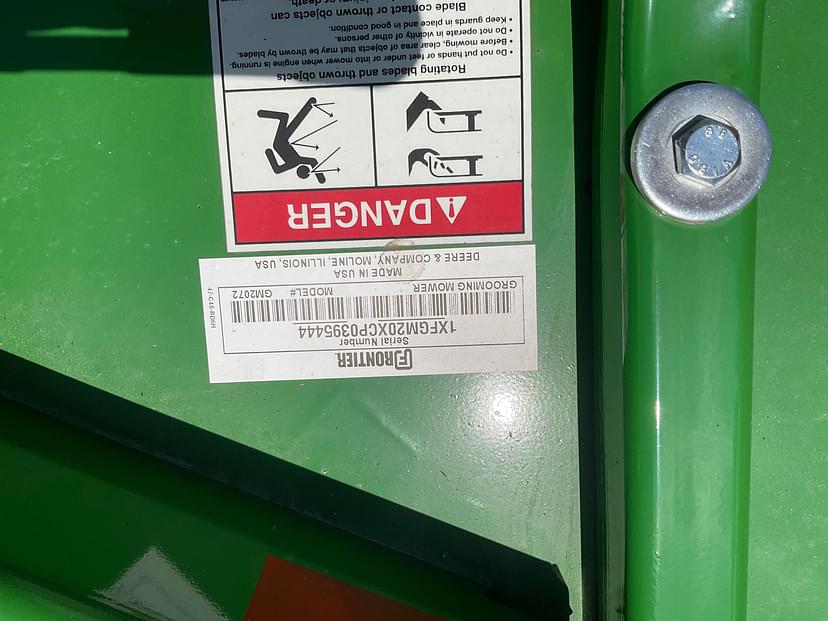 FRONTIER
Serial Number
1XFGM20XCP0395444
GROOMING MOWER MODEL# GM2072
MADE IN USA
DEERE & COMPANY, MOLINE, ILLINOIS, USA
DANGER
Rotating blades and thrown objects
• Do not put hands or feet under or into mower when engine is running.
• Before mowing, clear area of objects that may be thrown by blades.
• Do not operate in vicinity of other persons.
• Keep guards in place and in good condition.
Blade contact or thrown objects can
or death.